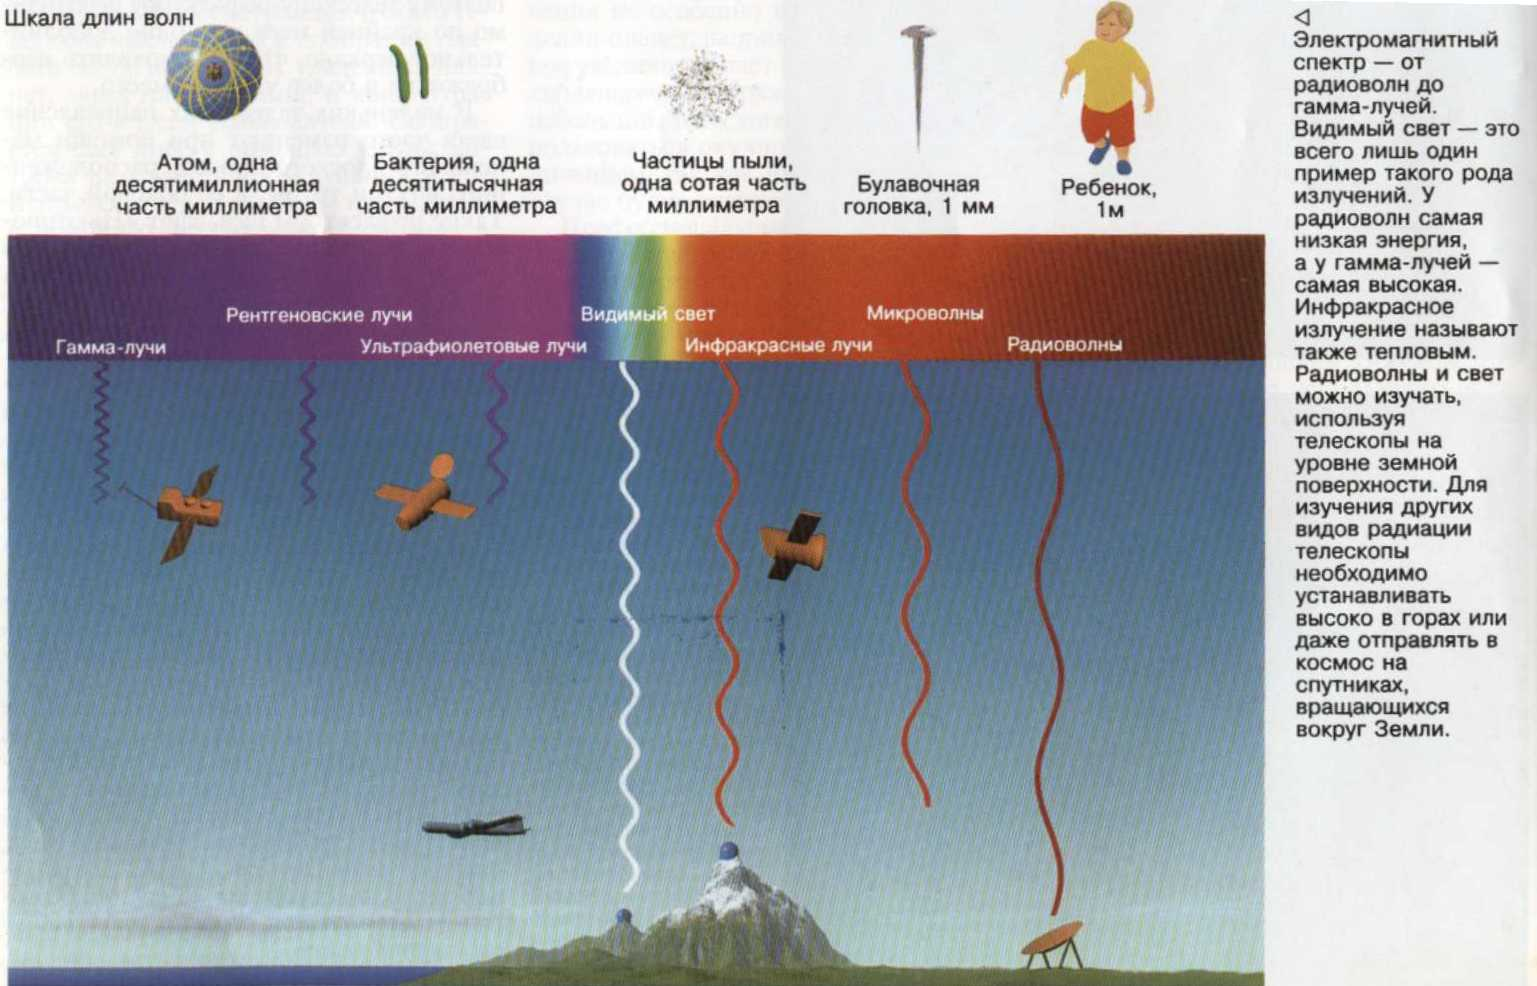 Шкала длин волн
Атом, одна
десятимиллионная
часть миллиметра
Бактерия, одна
десятитысячная
часть миллиметра
Частицы пыли,
одна сотая часть
миллиметра
Булавочная
головка, 1 мм
Ребенок,
1м
Рентгеновские лучи
Видимый свет
Микроволны
Гамма-лучи
Ультрафиолетовые лучи
Инфракрасные лучи
Радиоволны
Электромагнитный
спектр — от
радиоволн до
гамма-лучей.
Видимый свет — это
всего лишь один
пример такого рода
излучений. У
радиоволн самая
низкая энергия,
а у гамма-лучей —
самая высокая.
Инфракрасное
излучение называют
также тепловым.
Радиоволны и свет
можно изучать,
используя
телескопы на
уровне земной
поверхности. Для
изучения других
видов радиации
телескопы
необходимо
устанавливать
высоко в горах или
даже отправлять в
космос на
спутниках,
вращающихся
вокруг Земли.